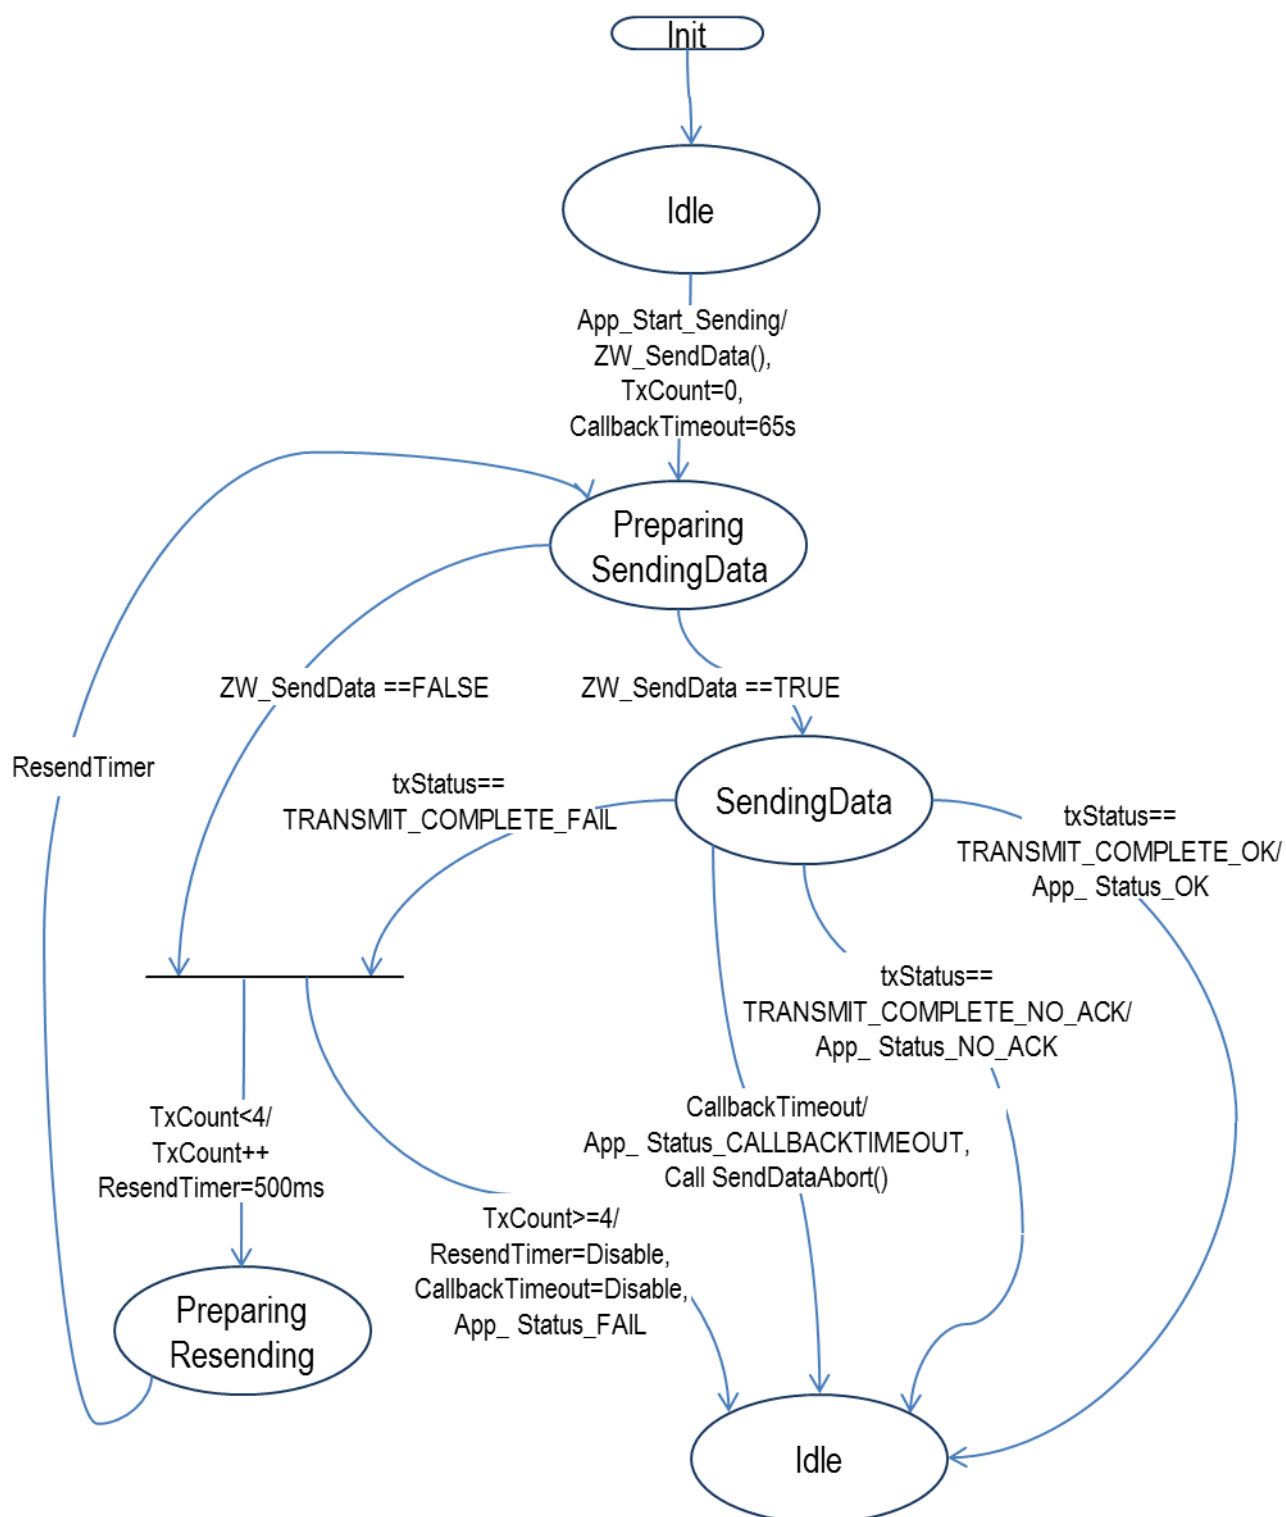 Init
Idle
App_Start_Sending/
ZW_SendData(),
TxCount=0,
CallbackTimeout=65s
Preparing
SendingData
ZW_SendData ==FALSE
ZW_SendData ==TRUE
ResendTimer
txStatus==
TRANSMIT_COMPLETE_FAIL
SendingData
txStatus==
TRANSMIT_COMPLETE_OK/
App_ Status_OK
txStatus==
TRANSMIT_COMPLETE_NO_ACK/
App_ Status_NO_ACK
CallbackTimeout/
App_ Status_CALLBACKTIMEOUT,
Call SendDataAbort()
TxCount<4/
TxCount++
ResendTimer=500ms
TxCount>=4/
ResendTimer=Disable,
CallbackTimeout=Disable,
App_ Status_FAIL
Preparing
Resending
Idle